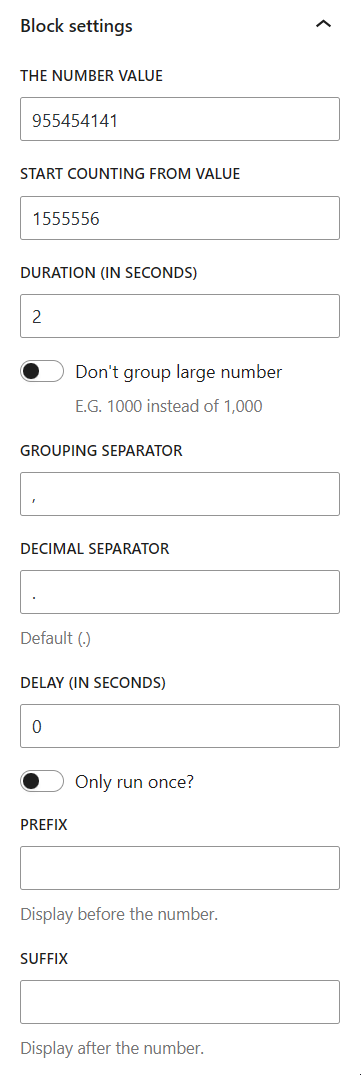 Block settings
THE NUMBER VALUE
955454141
START COUNTING FROM VALUE
1555556
DURATION (IN SECONDS)
2
Don't group large number
E.G. 1000 instead of 1,000
GROUPING SEPARATOR
,
DECIMAL SEPARATOR
.
Default (.)
DELAY (IN SECONDS)
0
Only run once?
PREFIX
Display before the number.
SUFFIX
Display after the number.